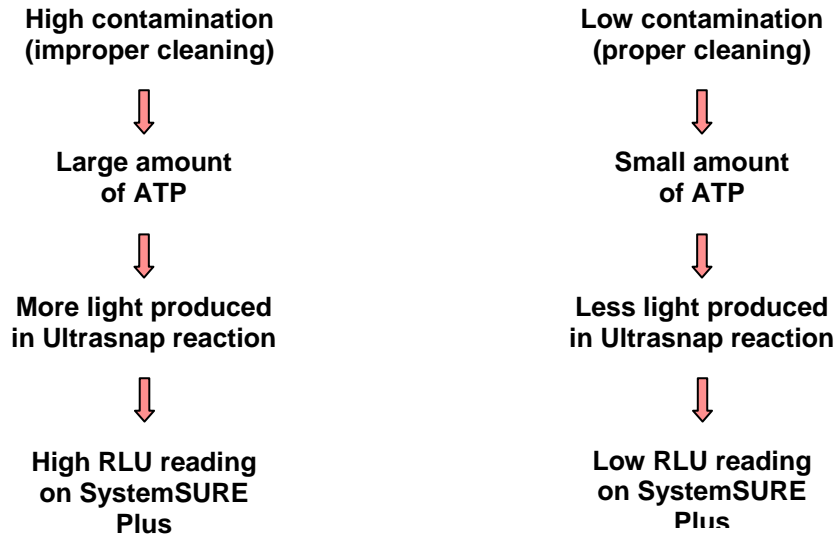 High contamination
(improper cleaning)
Large amount
of ATP
More light produced
in Ultrasnap reaction
High RLU reading
on SystemSURE
Plus
Low contamination
(proper cleaning)
Small amount
of ATP
Less light produced
in Ultrasnap reaction
Low RLU reading
on SystemSURE
Plus